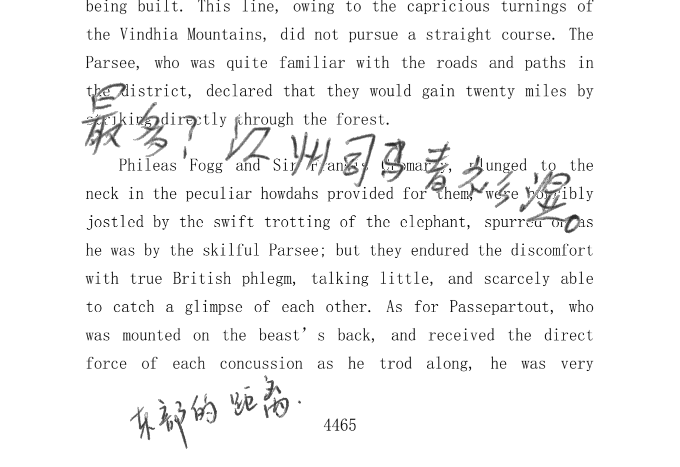 being built. This line, owing to the capricious turnings of
the Vindhia Mountains, did not pursue a straight course. The
Parsee, who was quite familiar with the roads and paths in
the district, declared that they would gain twenty miles by
striking directly through the forest.
最多？江州司马青衫湿。
Phileas Fogg and Sir Francis Cromarty, plunged to the
neck in the peculiar howdahs provided for them, were horribly
jostled by the swift trotting of the elephant, spurred on as
he was by the skilful Parsee; but they endured the discomfort
with true British phlegm, talking little, and scarcely able
to catch a glimpse of each other. As for Passepartout, who
was mounted on the beast's back, and received the direct
force of each concussion as he trod along, he was very
东部的距离.
4465